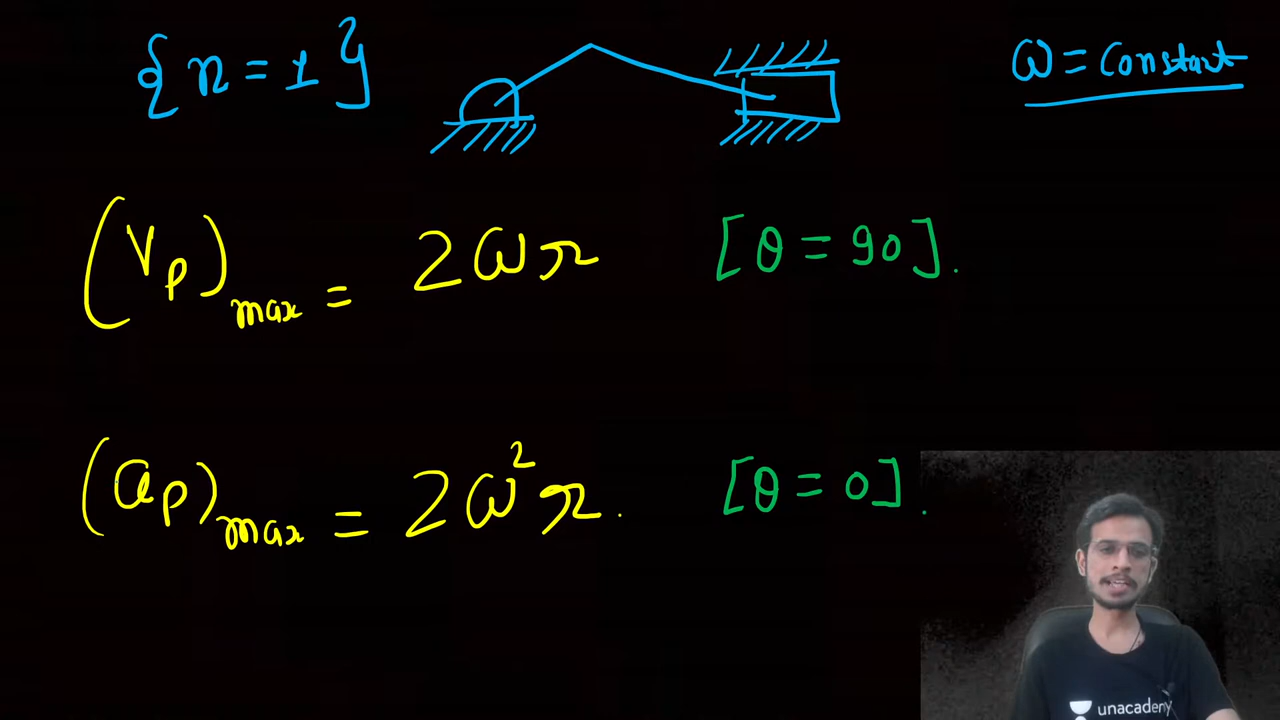 {n = 1} ω = constant
(Vp)max = 2ωr [θ = 90].
(ap)max = 2ω²r. [θ = 0].
unacademy